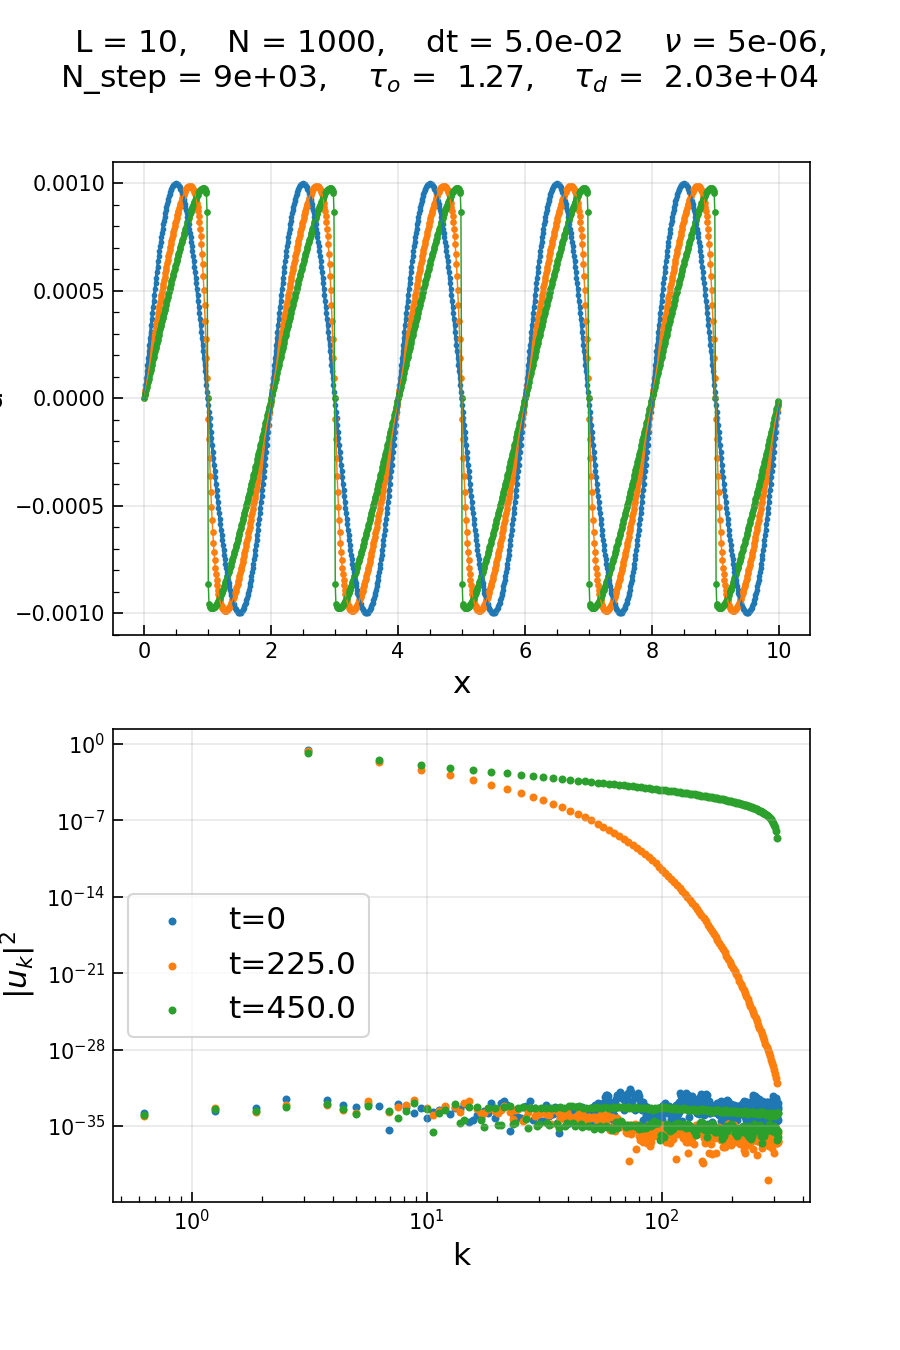 L = 10, N = 1000, dt = 5.0e-02 ν = 5e-06,
N_step = 9e+03, τ_o = 1.27, τ_d = 2.03e+04
0.0010
0.0005
0.0000
−0.0005
−0.0010
0 2 4 6 8 10
x
10^0
10^−7
10^−14
10^−21
10^−28
10^−35
|u_k|^2
t=0
t=225.0
t=450.0
10^0 10^1 10^2
k